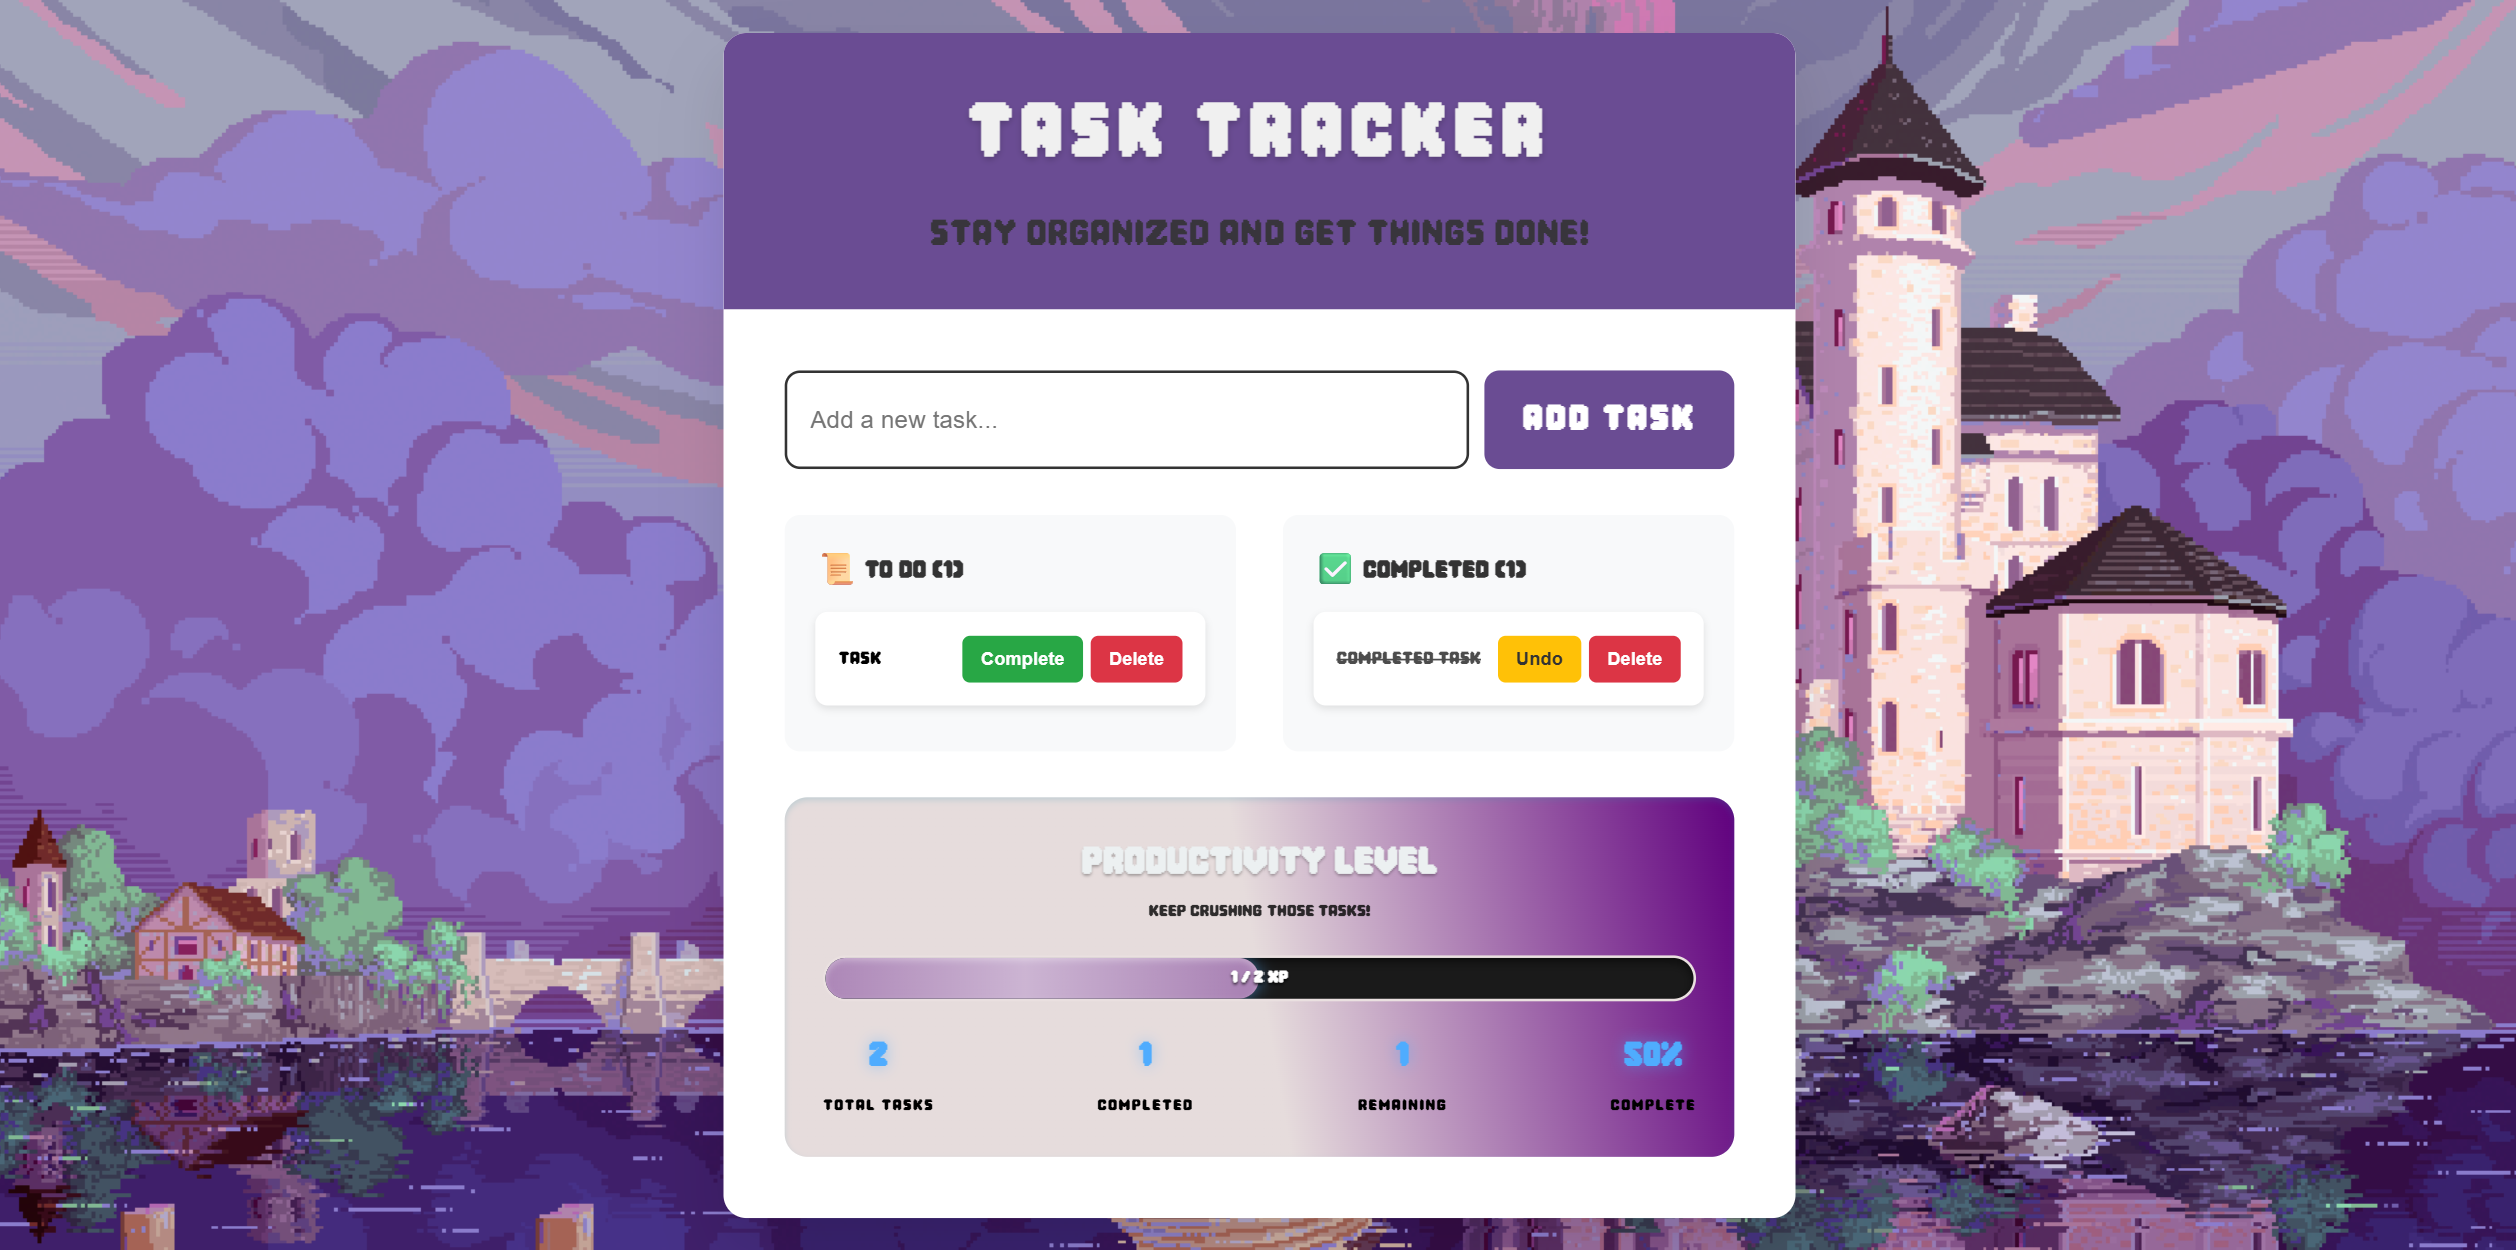 TASK TRACKER
STAY ORGANIZED AND GET THINGS DONE!
Add a new task...
ADD TASK
TO DO (1)
TASK
Complete
Delete
COMPLETED (1)
COMPLETED TASK
Undo
Delete
PRODUCTIVITY LEVEL
KEEP CRUSHING THOSE TASKS!
1 / 2 XP
2
TOTAL TASKS
1
COMPLETED
1
REMAINING
50%
COMPLETE